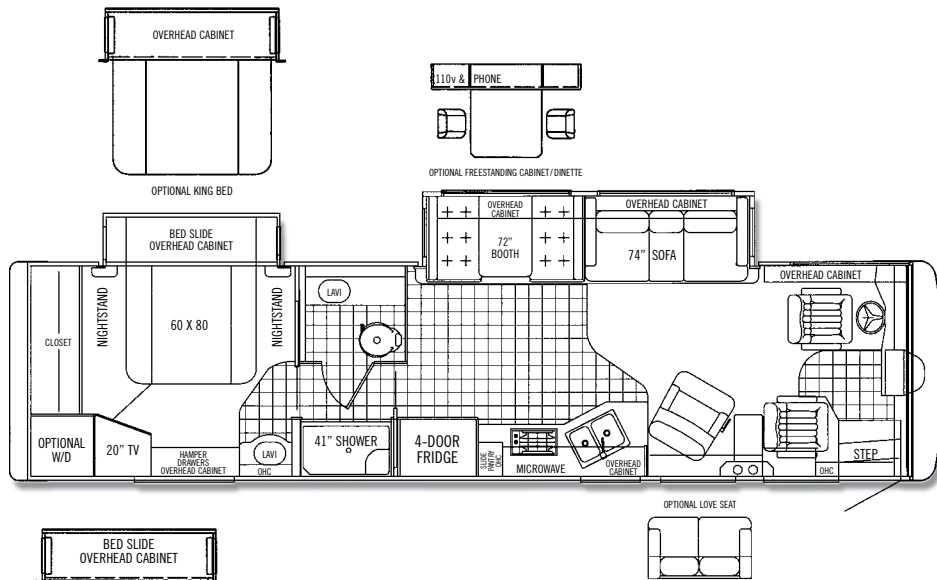 OVERHEAD CABINET
OPTIONAL KING BED
110v & PHONE
OPTIONAL FREESTANDING CABINET/DINETTE
BED SLIDE
OVERHEAD CABINET
OVERHEAD
CABINET
72"
BOOTH
OVERHEAD CABINET
74" SOFA
OVERHEAD CABINET
CLOSET
NIGHTSTAND
60 X 80
NIGHTSTAND
LAVI
OPTIONAL
W/D
20" TV
HAMPER
DRAWERS
OVERHEAD CABINET
LAVI
OHC
41" SHOWER
4-DOOR
FRIDGE
SLIDE
PANTRY
OHC
MICROWAVE
OVERHEAD
CABINET
OHC
STEP
OPTIONAL LOVE SEAT
BED SLIDE
OVERHEAD CABINET